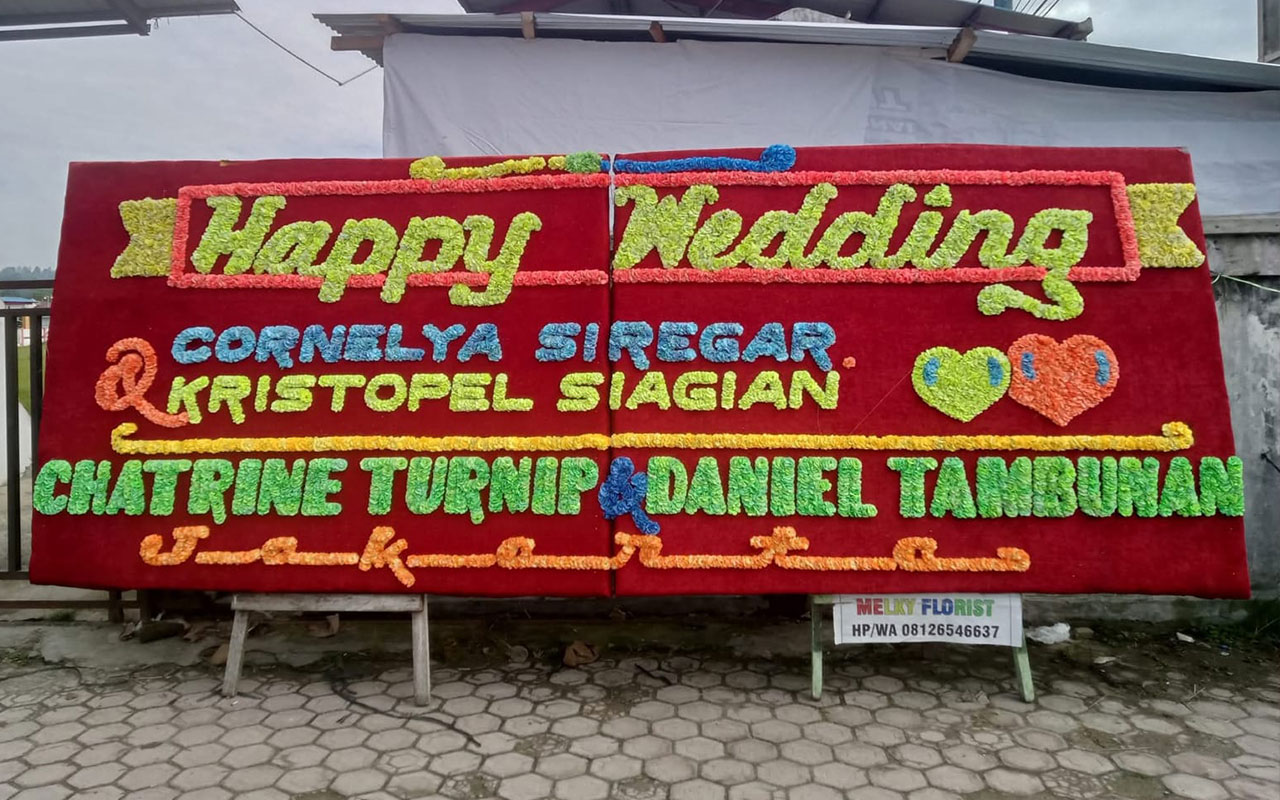 Happy Wedding
CORNELYA SIREGAR
& KRISTOPEL SIAGIAN
CHATRINE TURNIP & DANIEL TAMBUNAN
Jakarta
MELKY FLORIST
HP/WA 08126546637